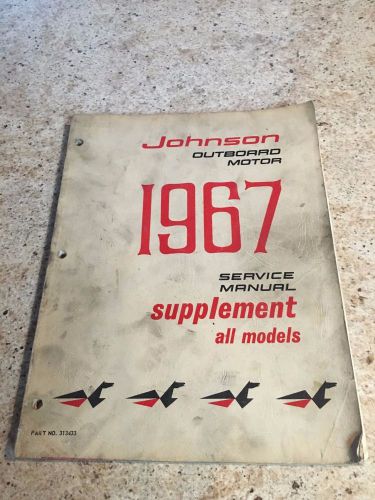 Johnson
OUTBOARD
MOTOR
1967
SERVICE
MANUAL
supplement
all models
PART NO. 313433